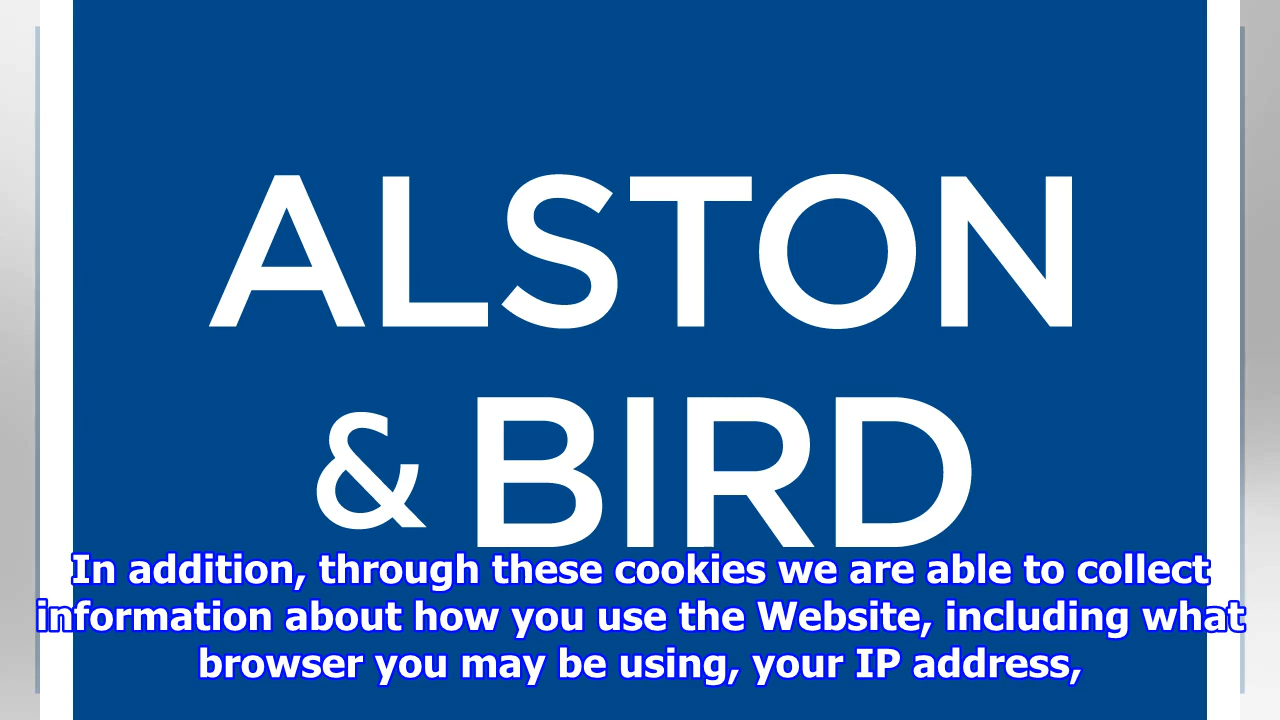 ALSTON
& BIRD
In addition, through these cookies we are able to collect
information about how you use the Website, including what
browser you may be using, your IP address,